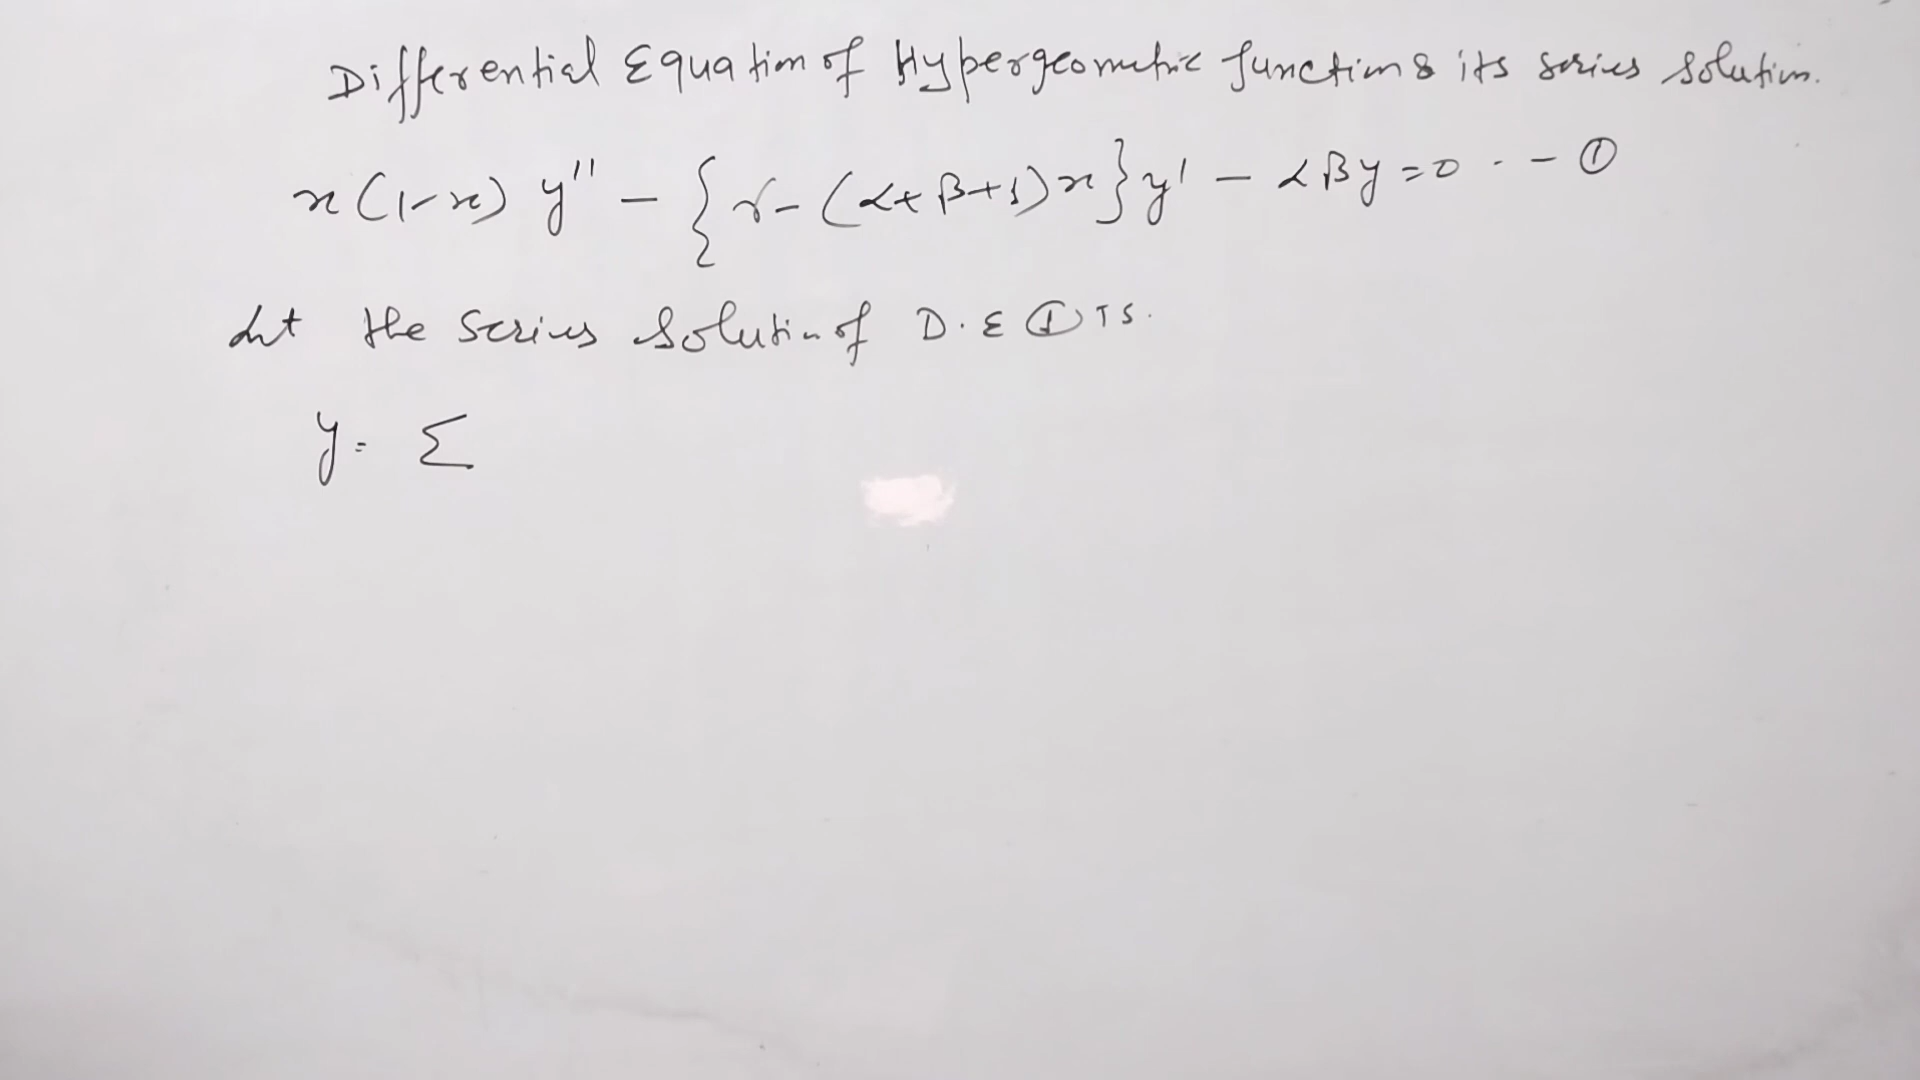 Differential Equation of Hypergeometric function & its series solution.
x(1-x) y'' - {γ - (α+β+1)x}y' - αβy = 0 - - ①
Let the series solution of D.E ① is.
y = Σ